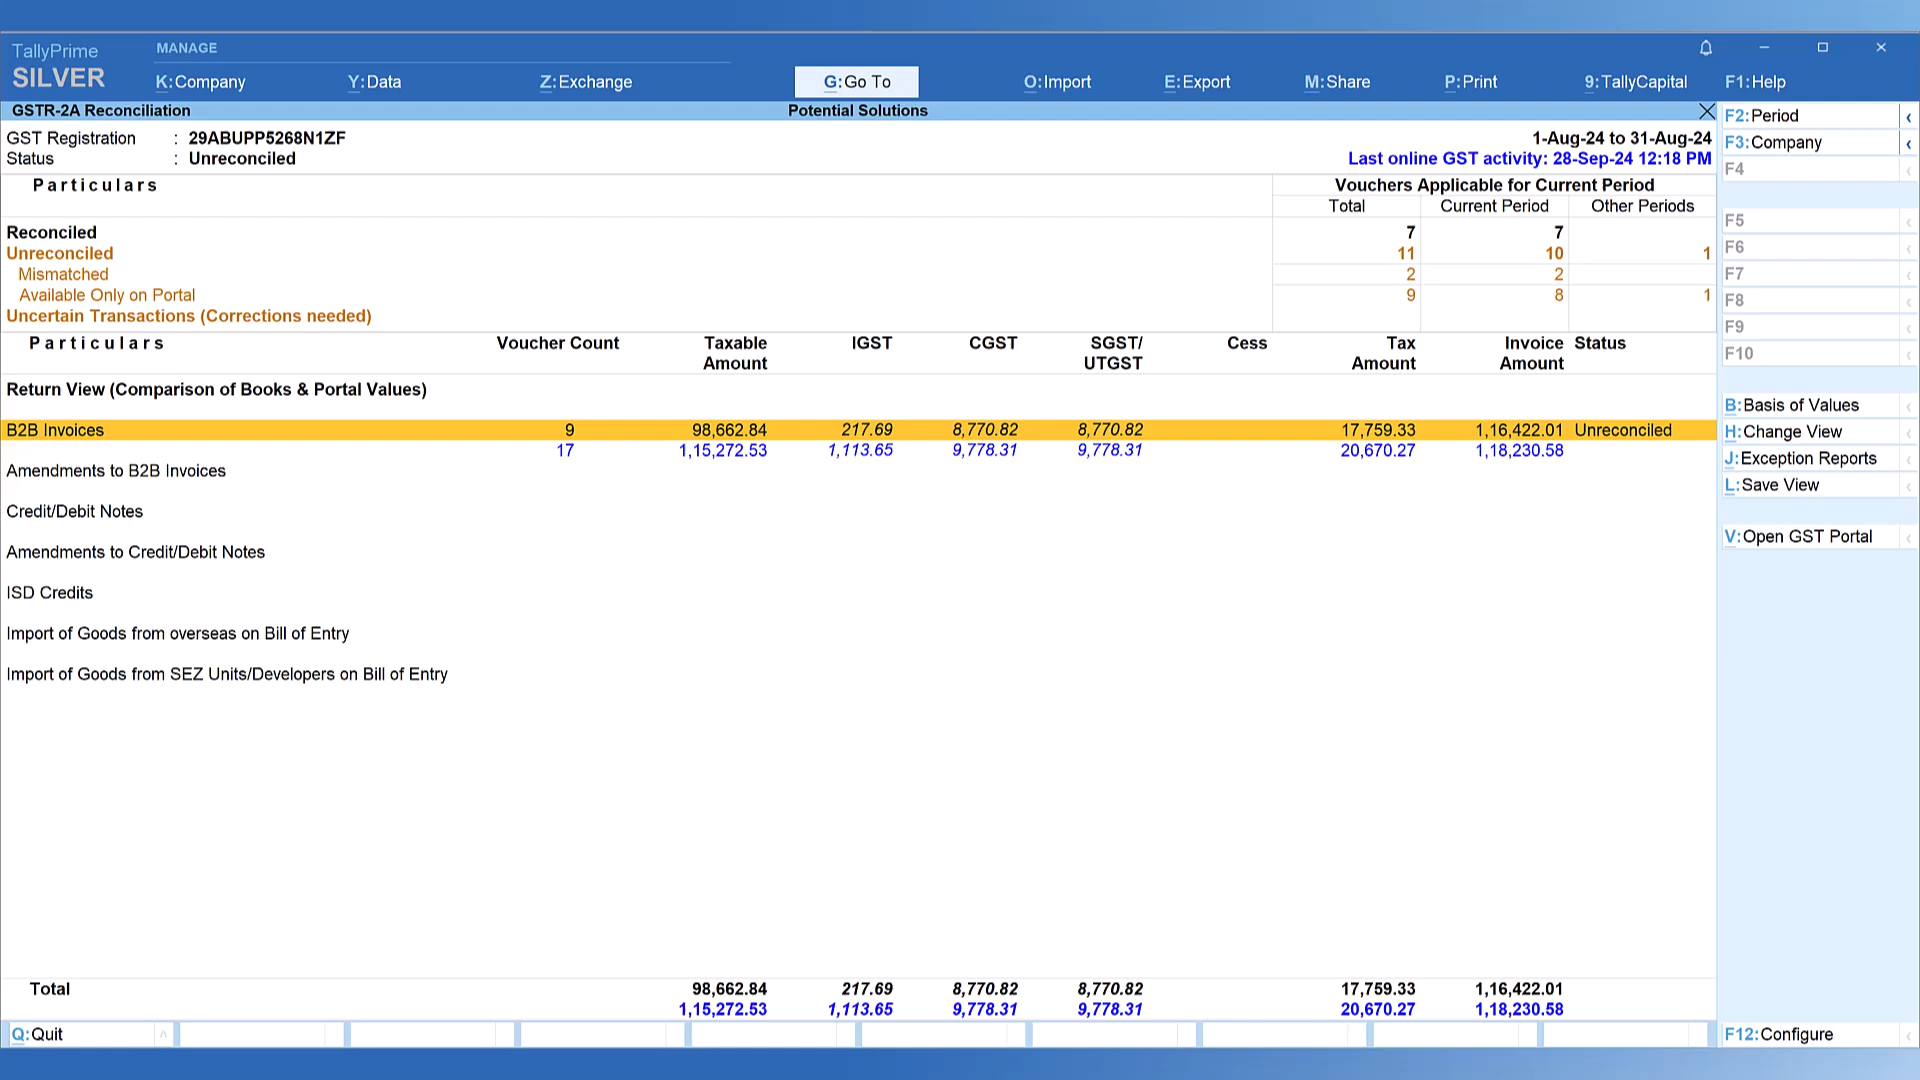 TallyPrime
SILVER
MANAGE
K:Company Y:Data Z:Exchange G:Go To O:Import E:Export M:Share P:Print 9:TallyCapital F1:Help
GSTR-2A Reconciliation Potential Solutions
GST Registration : 29ABUPP5268N1ZF 1-Aug-24 to 31-Aug-24
Status : Unreconciled Last online GST activity: 28-Sep-24 12:18 PM
Particulars Vouchers Applicable for Current Period
Total Current Period Other Periods
Reconciled 7 7
Unreconciled 11 10 1
Mismatched 2 2
Available Only on Portal 9 8 1
Uncertain Transactions (Corrections needed)
Particulars Voucher Count Taxable IGST CGST SGST/ Cess Tax Invoice Status
Amount UTGST Amount Amount
Return View (Comparison of Books & Portal Values)
B2B Invoices 9 98,662.84 217.69 8,770.82 8,770.82 17,759.33 1,16,422.01 Unreconciled
17 1,15,272.53 1,113.65 9,778.31 9,778.31 20,670.27 1,18,230.58
Amendments to B2B Invoices
Credit/Debit Notes
Amendments to Credit/Debit Notes
ISD Credits
Import of Goods from overseas on Bill of Entry
Import of Goods from SEZ Units/Developers on Bill of Entry
Total 98,662.84 217.69 8,770.82 8,770.82 17,759.33 1,16,422.01
1,15,272.53 1,113.65 9,778.31 9,778.31 20,670.27 1,18,230.58
Q:Quit
F2:Period
F3:Company
F4
F5
F6
F7
F8
F9
F10
B:Basis of Values
H:Change View
J:Exception Reports
L:Save View
V:Open GST Portal
F12:Configure